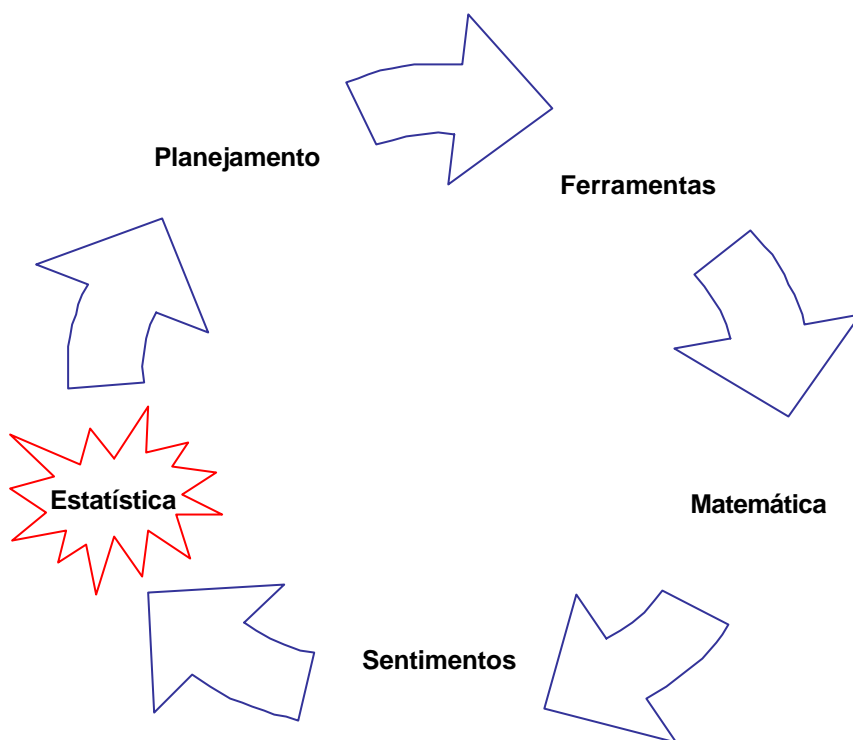 Planejamento
Ferramentas
Estatística
Matemática
Sentimentos